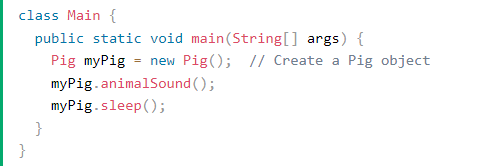 class Main {
  public static void main(String[] args) {
    Pig myPig = new Pig();  // Create a Pig object
    myPig.animalSound();
    myPig.sleep();
  }
}